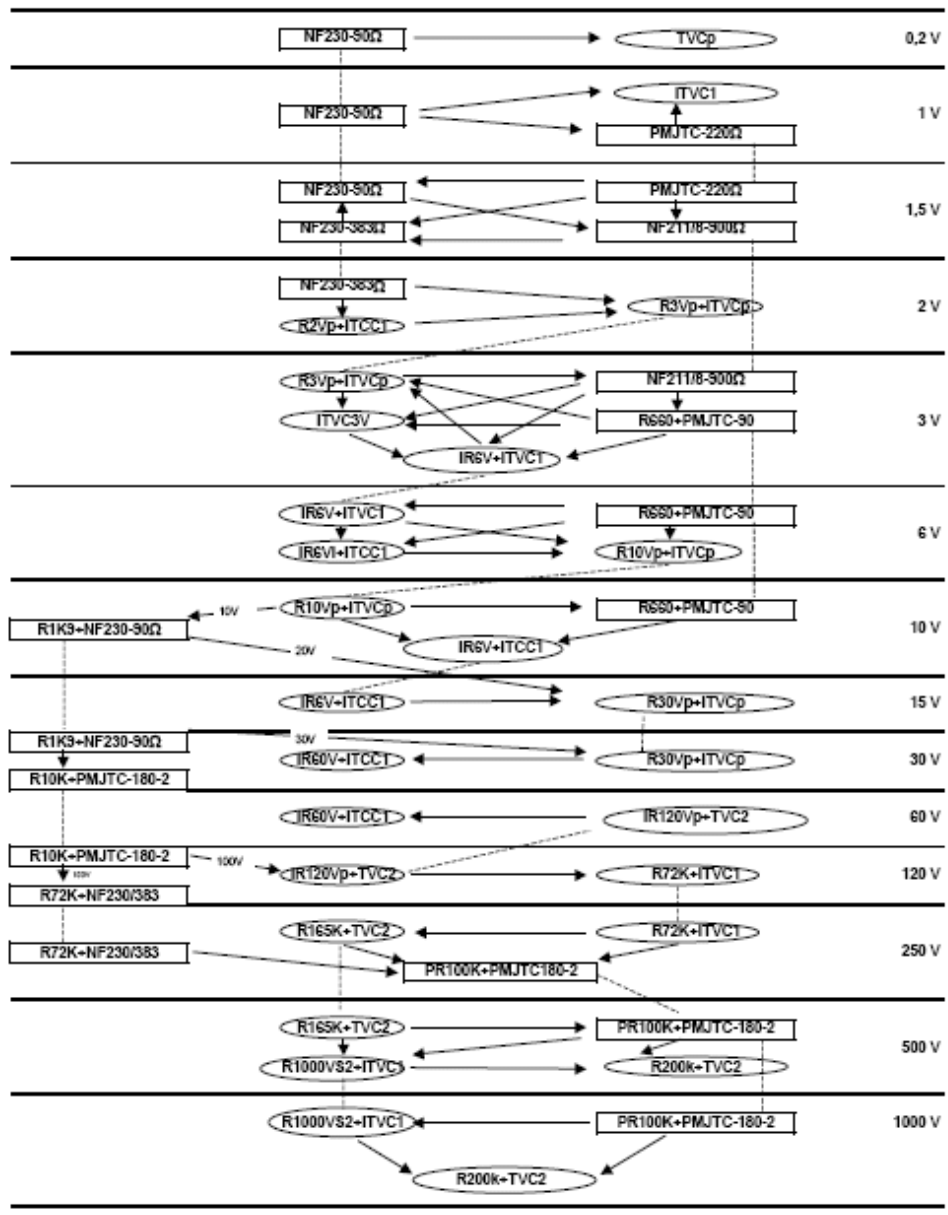 NF230-90Ω TVCp 0,2 V
ITVC1
NF230-90Ω 1 V
PMJTC-220Ω
NF230-90Ω PMJTC-220Ω
1,5 V
NF230-383Ω NF211/8-900Ω
NF230-383Ω
R3Vp+ITVCp 2 V
R2Vp+ITCC1
R3Vp+ITVCp NF211/8-900Ω
ITVC3V R660+PMJTC-90 3 V
IR6V+ITVC1
IR6V+ITVC1 R660+PMJTC-90
6 V
IR6VI+ITCC1 R10Vp+ITVCp
10V R10Vp+ITVCp R660+PMJTC-90
R1K9+NF230-90Ω 10 V
20V IR6V+ITCC1
IR6V+ITCC1 R30Vp+ITVCp 15 V
R1K9+NF230-90Ω 30V
IR60V+ITCC1 R30Vp+ITVCp 30 V
R10K+PMJTC-180-2
IR60V+ITCC1 IR120Vp+TVC2 60 V
R10K+PMJTC-180-2 100V
100V IR120Vp+TVC2 R72K+ITVC1 120 V
R72K+NF230/383
R165K+TVC2 R72K+ITVC1
R72K+NF230/383 250 V
PR100K+PMJTC180-2
R165K+TVC2 PR100K+PMJTC-180-2
500 V
R1000VS2+ITVC1 R200k+TVC2
R1000VS2+ITVC1 PR100K+PMJTC-180-2 1000 V
R200k+TVC2